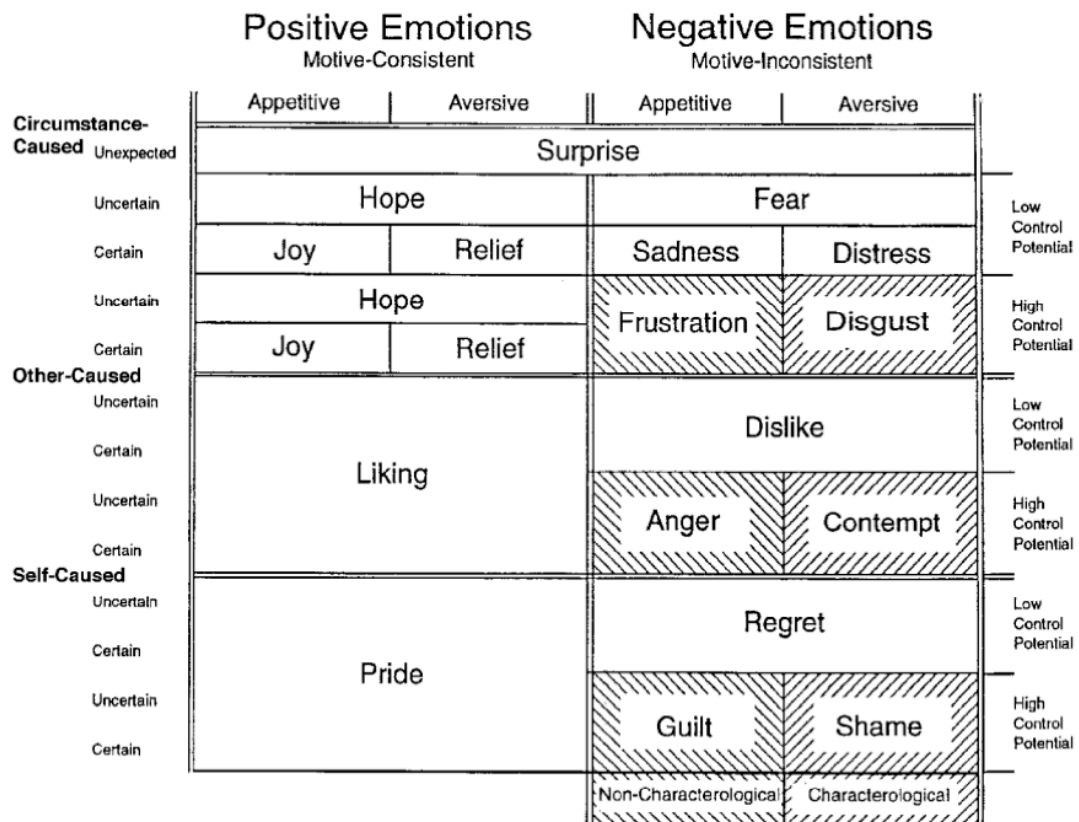 Positive Emotions Negative Emotions
Motive-Consistent Motive-Inconsistent
Appetitive Aversive Appetitive Aversive
Circumstance-
Caused Unexpected Surprise
Uncertain Hope Fear Low
Control
Potential
Certain Joy Relief Sadness Distress
Uncertain Hope Frustration Disgust High
Control
Potential
Certain Joy Relief
Other-Caused
Uncertain Dislike Low
Control
Potential
Certain
Liking
Uncertain Anger Contempt High
Control
Potential
Certain
Self-Caused
Uncertain Regret Low
Control
Potential
Certain
Pride
Uncertain Guilt Shame High
Control
Potential
Certain
Non-Characterological Characterological